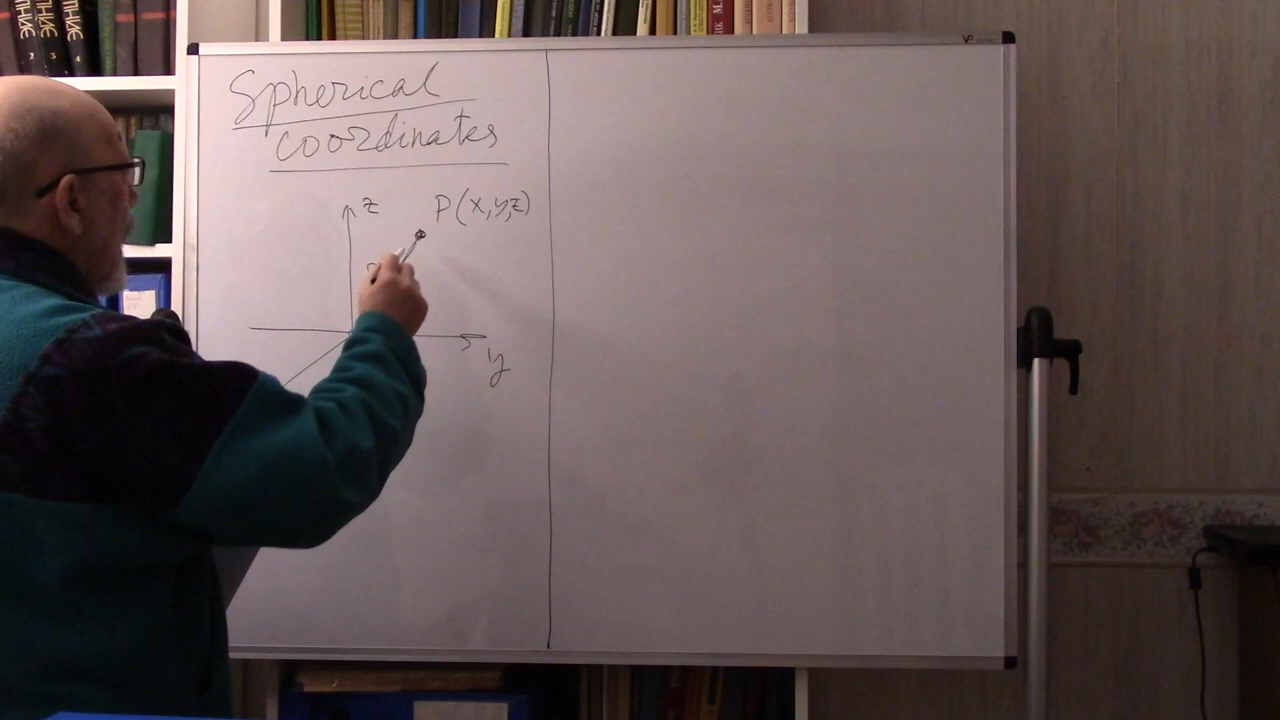 Spherical
coordinates
z
P(x,y,z)
y